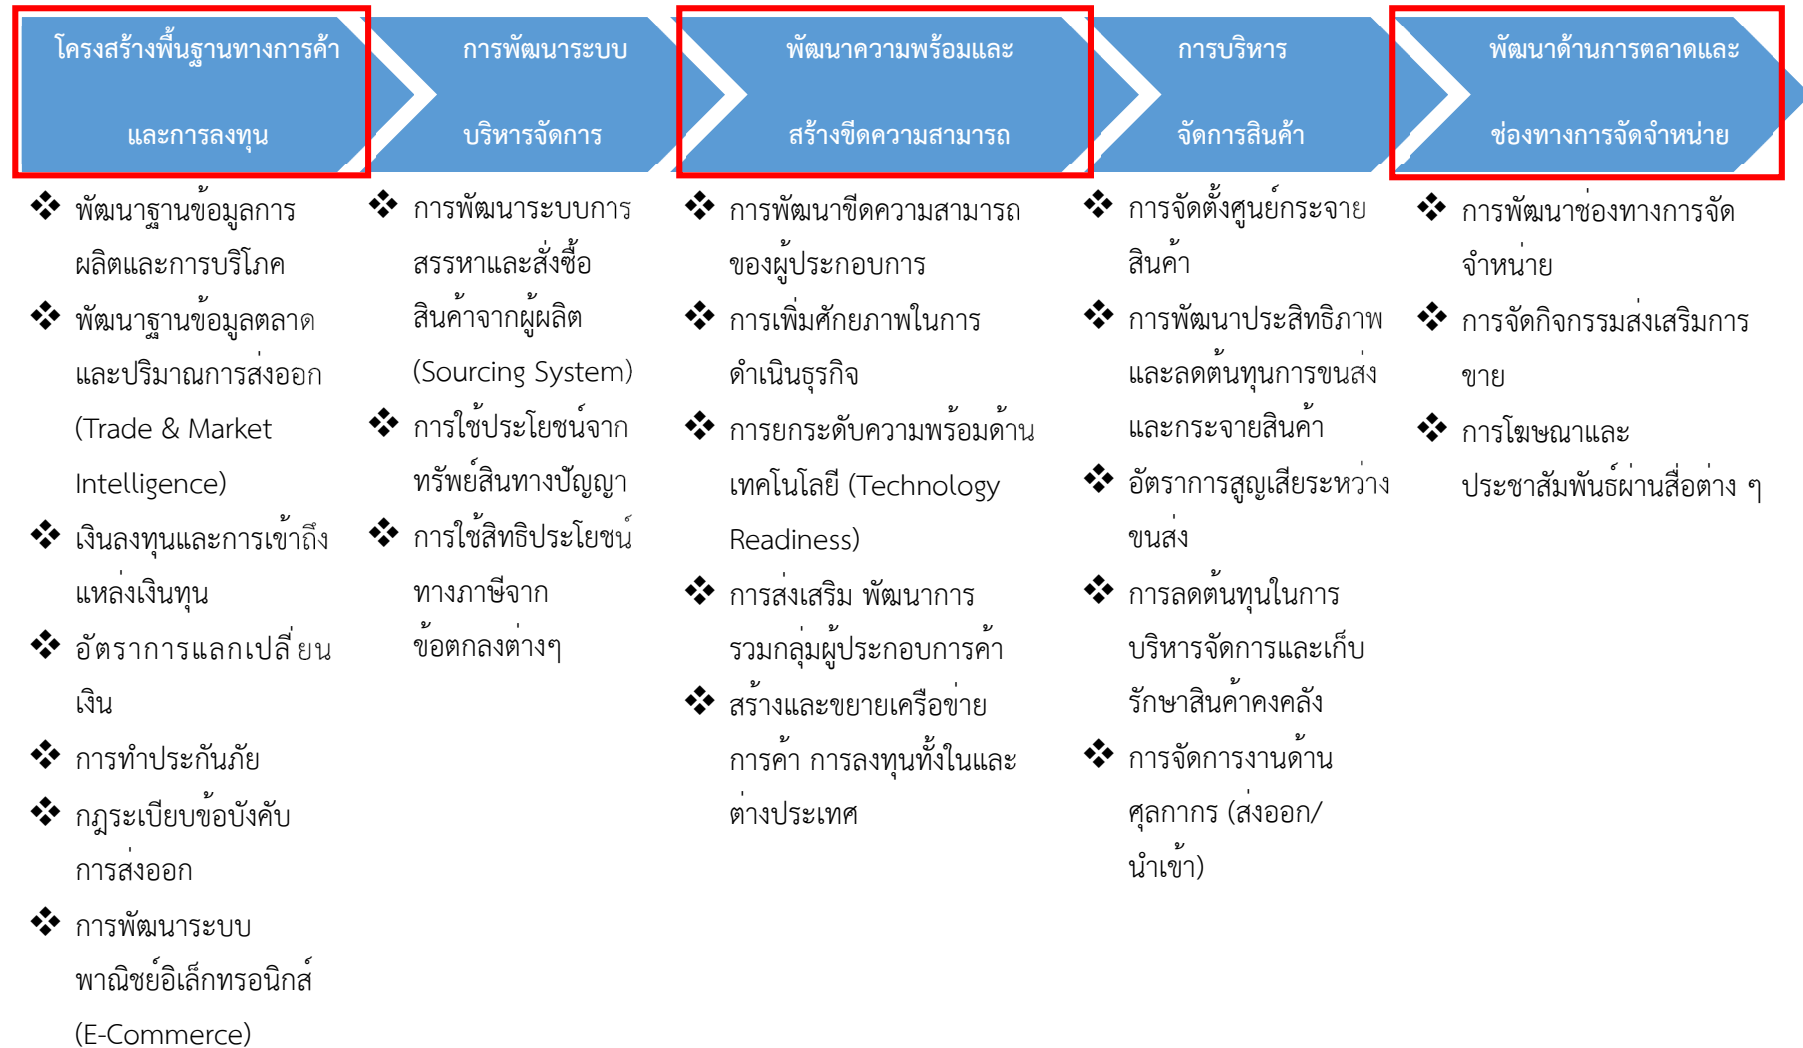 โครงสร้างพื้นฐานทางการค้า
และการลงทุน
การพัฒนาระบบ
บริหารจัดการ
พัฒนาความพร้อมและ
สร้างขีดความสามารถ
การบริหาร
จัดการสินค้า
พัฒนาด้านการตลาดและ
ช่องทางการจัดจำหน่าย
❖ พัฒนาฐานข้อมูลการ
ผลิตและการบริโภค
❖ พัฒนาฐานข้อมูลตลาด
และปริมาณการส่งออก
(Trade & Market
Intelligence)
❖ เงินลงทุนและการเข้าถึง
แหล่งเงินทุน
❖ อัตราการแลกเปลี่ยน
เงิน
❖ การทำประกันภัย
❖ กฎระเบียบข้อบังคับ
การส่งออก
❖ การพัฒนาระบบ
พาณิชย์อิเล็กทรอนิกส์
(E-Commerce)
❖ การพัฒนาระบบการ
สรรหาและสั่งซื้อ
สินค้าจากผู้ผลิต
(Sourcing System)
❖ การใช้ประโยชน์จาก
ทรัพย์สินทางปัญญา
❖ การใช้สิทธิประโยชน์
ทางภาษีจาก
ข้อตกลงต่างๆ
❖ การพัฒนาขีดความสามารถ
ของผู้ประกอบการ
❖ การเพิ่มศักยภาพในการ
ดำเนินธุรกิจ
❖ การยกระดับความพร้อมด้าน
เทคโนโลยี (Technology
Readiness)
❖ การส่งเสริม พัฒนาการ
รวมกลุ่มผู้ประกอบการค้า
❖ สร้างและขยายเครือข่าย
การค้า การลงทุนทั้งในและ
ต่างประเทศ
❖ การจัดตั้งศูนย์กระจาย
สินค้า
❖ การพัฒนาประสิทธิภาพ
และลดต้นทุนการขนส่ง
และกระจายสินค้า
❖ อัตราการสูญเสียระหว่าง
ขนส่ง
❖ การลดต้นทุนในการ
บริหารจัดการและเก็บ
รักษาสินค้าคงคลัง
❖ การจัดการงานด้าน
ศุลกากร (ส่งออก/
นำเข้า)
❖ การพัฒนาช่องทางการจัด
จำหน่าย
❖ การจัดกิจกรรมส่งเสริมการ
ขาย
❖ การโฆษณาและ
ประชาสัมพันธ์ผ่านสื่อต่าง ๆ